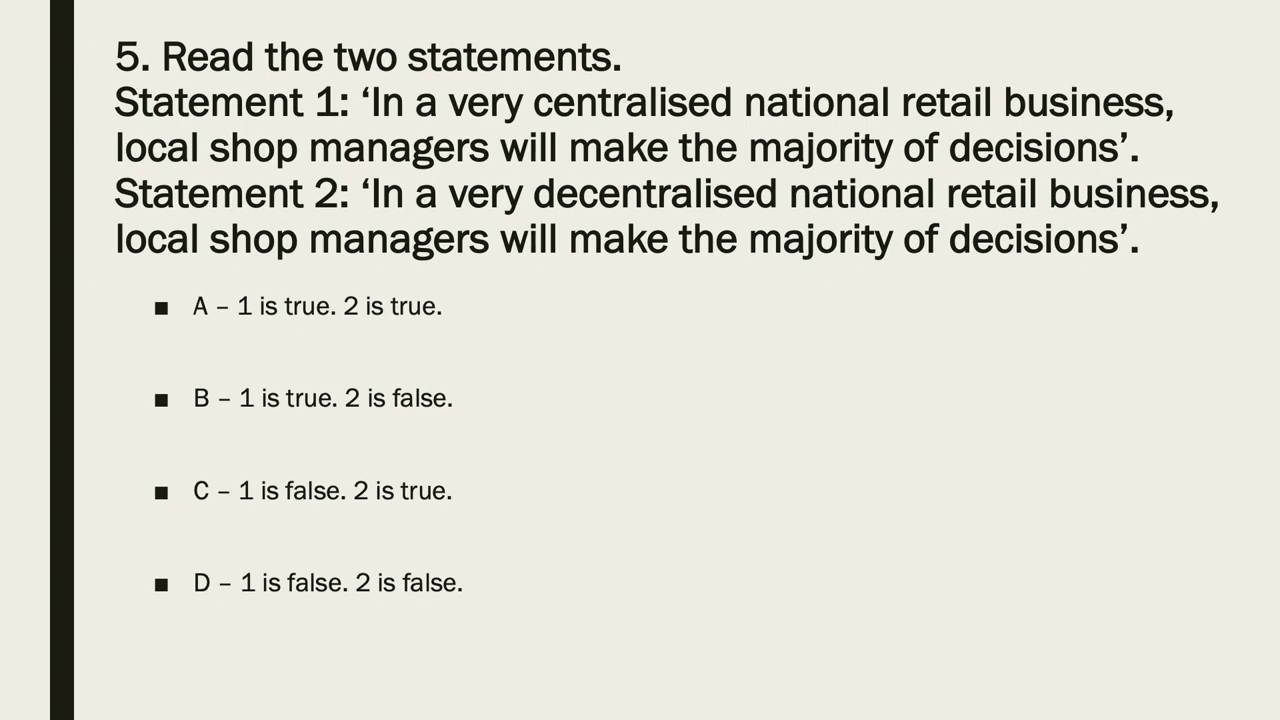 5. Read the two statements.
Statement 1: ‘In a very centralised national retail business,
local shop managers will make the majority of decisions’.
Statement 2: ‘In a very decentralised national retail business,
local shop managers will make the majority of decisions’.
■ A – 1 is true. 2 is true.
■ B – 1 is true. 2 is false.
■ C – 1 is false. 2 is true.
■ D – 1 is false. 2 is false.